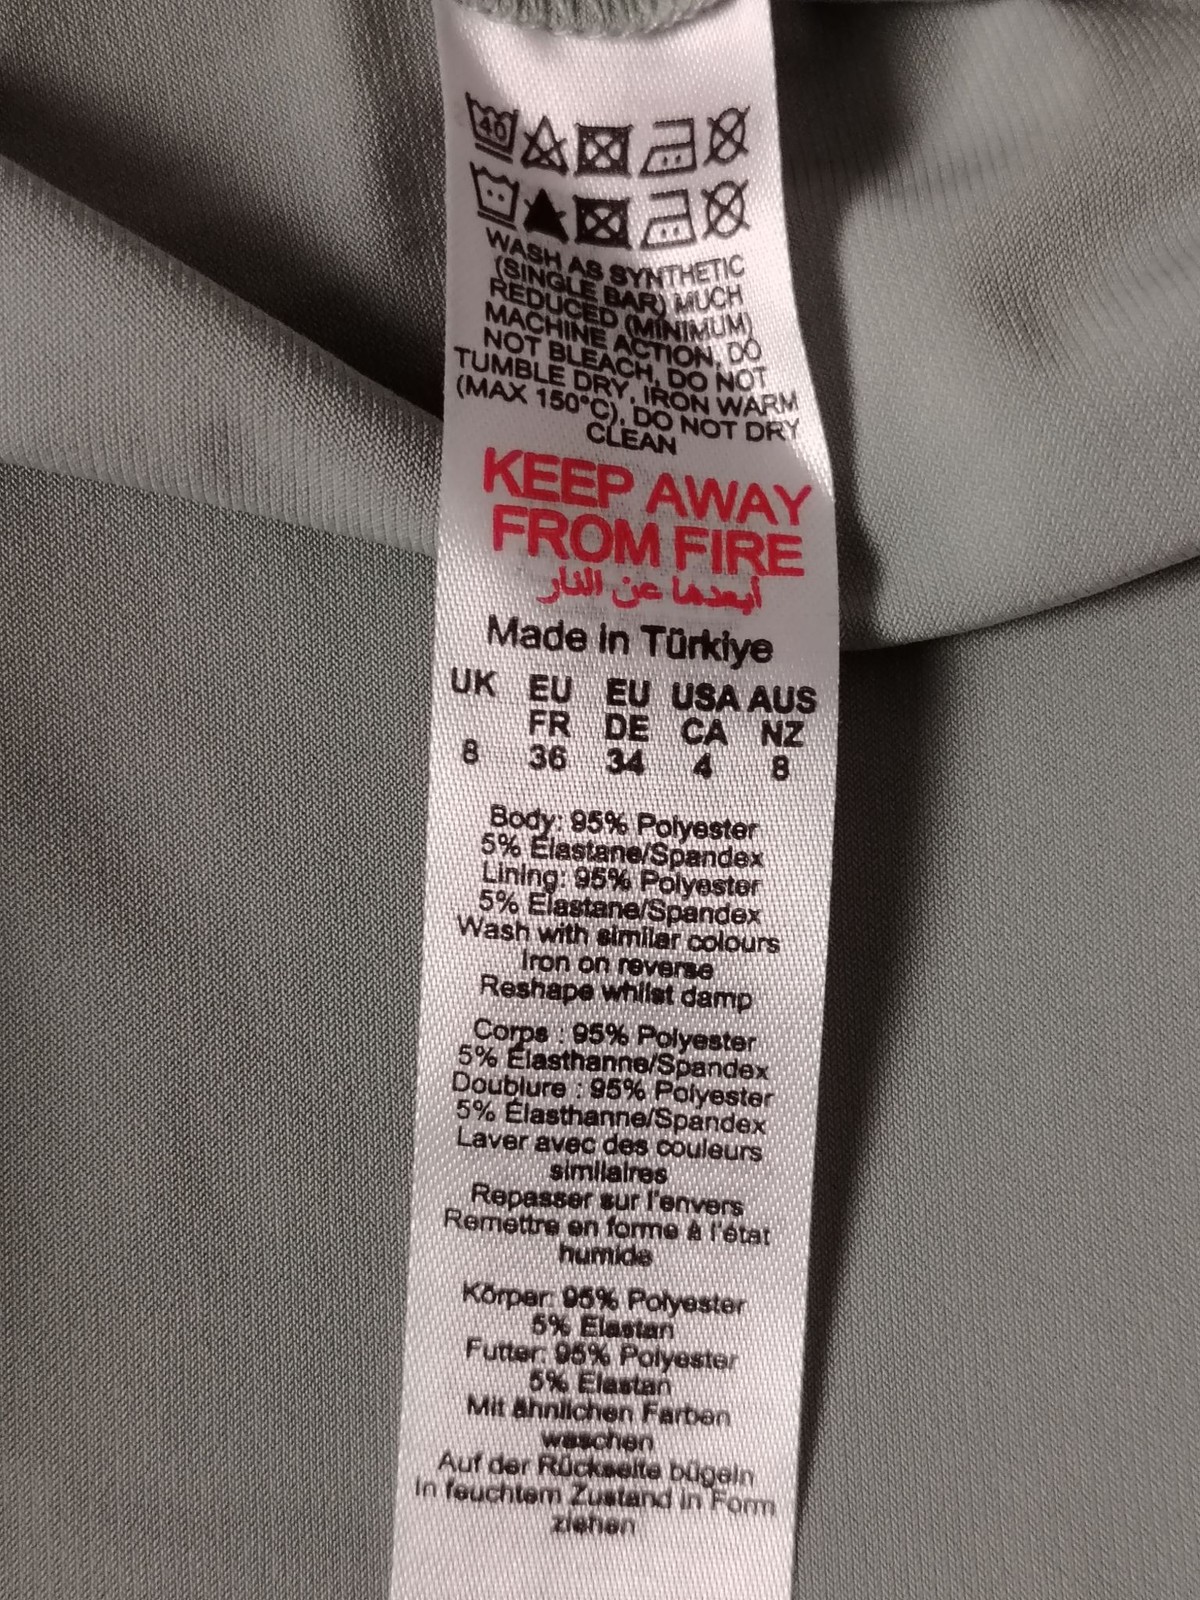 40
WASH AS SYNTHETIC
(SINGLE BAR) MUCH
REDUCED (MINIMUM)
MACHINE ACTION, DO
NOT BLEACH, DO NOT
TUMBLE DRY, IRON WARM
(MAX 150°C), DO NOT DRY
CLEAN
KEEP AWAY
FROM FIRE
أبعدها عن النار
Made in Türkiye
UK EU EU USA AUS
FR DE CA NZ
8 36 34 4 8
Body: 95% Polyester
5% Elastane/Spandex
Lining: 95% Polyester
5% Elastane/Spandex
Wash with similar colours
Iron on reverse
Reshape whilst damp
Corps : 95% Polyester
5% Élasthanne/Spandex
Doublure : 95% Polyester
5% Élasthanne/Spandex
Laver avec des couleurs
similaires
Repasser sur l'envers
Remettre en forme à l'état
humide
Körper: 95% Polyester
5% Elastan
Futter: 95% Polyester
5% Elastan
Mit ähnlichen Farben
waschen
Auf der Rückseite bügeln
In feuchtem Zustand in Form
ziehen